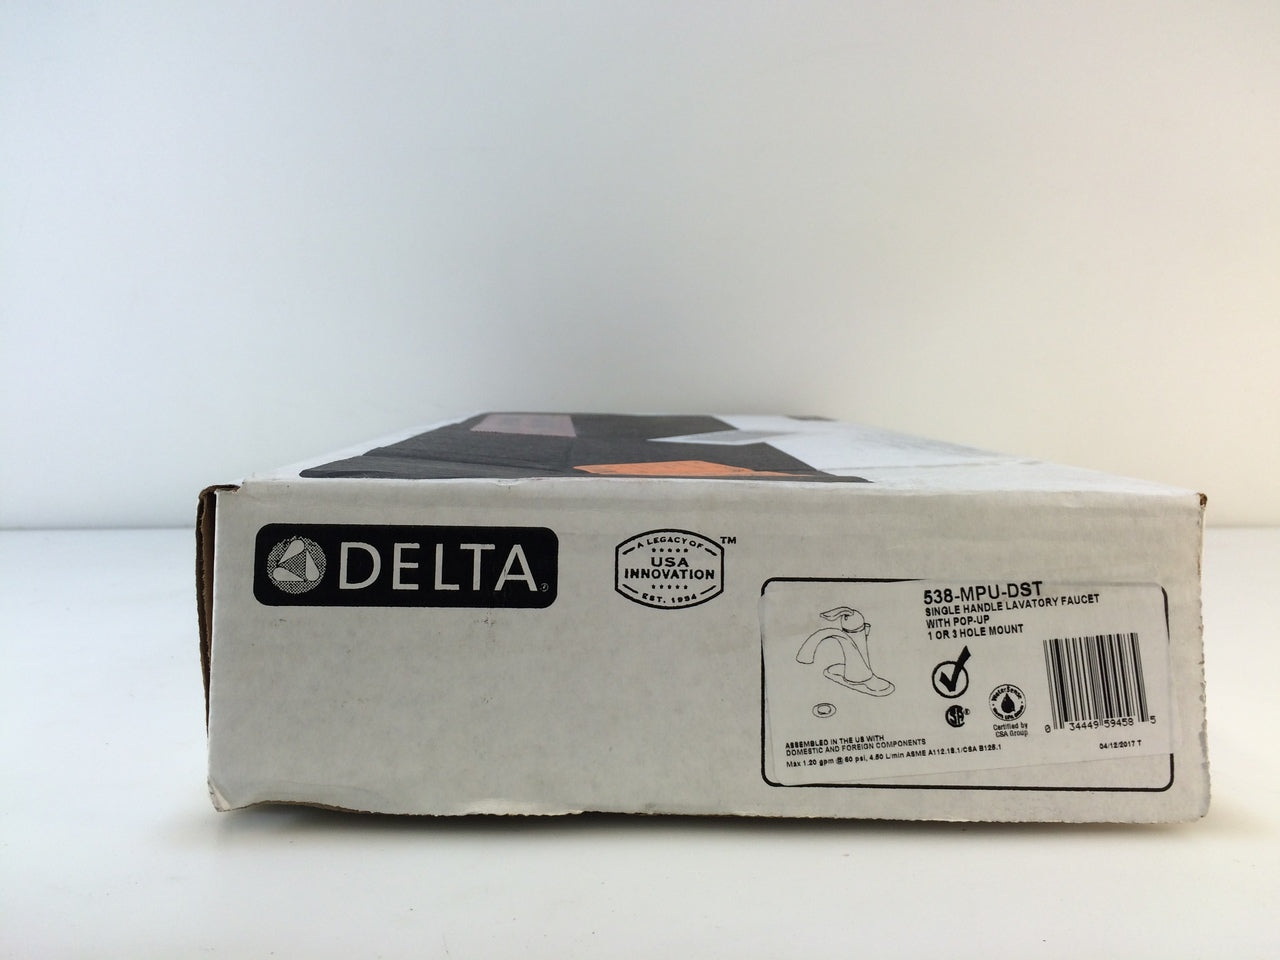 DELTA
A LEGACY OF
USA
INNOVATION
EST. 1954
TM
538-MPU-DST
SINGLE HANDLE LAVATORY FAUCET
WITH POP-UP
1 OR 3 HOLE MOUNT
WaterSense
Certified by
CSA Group
0 34449 59458 5
ASSEMBLED IN THE US WITH
DOMESTIC AND FOREIGN COMPONENTS
04/12/2017 T
Max 1.20 gpm @ 60 psi, 4.50 L/min ASME A112.18.1/CSA B125.1